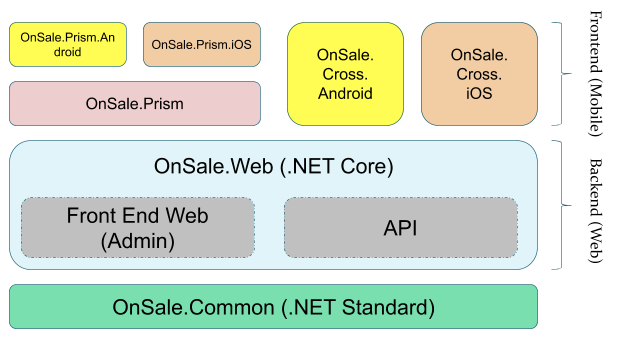 OnSale.Prism.An
droid
OnSale.Prism.iOS
OnSale.Prism
OnSale.
Cross.
Android
OnSale.
Cross.
iOS
Frontend (Mobile)
OnSale.Web (.NET Core)
Front End Web
(Admin)
API
Backend (Web)
OnSale.Common (.NET Standard)